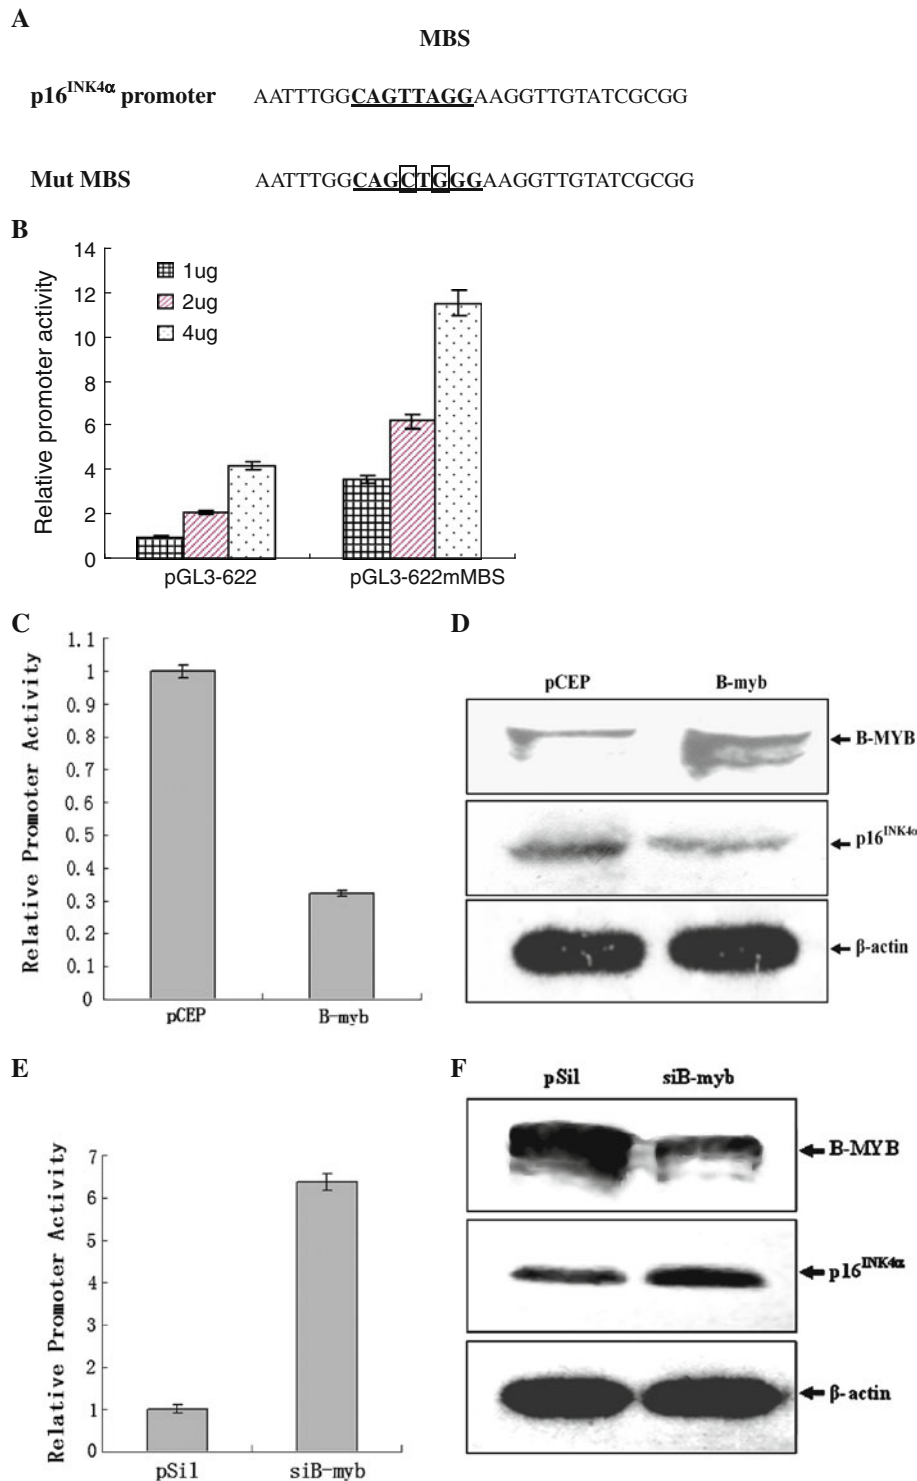 A
MBS
p16INK4α promoter AATTTGGCAGTTAGGAAGGTTGTATCGCGG
Mut MBS AATTTGGCAGCTGGGAAGGTTGTATCGCGG
B
Relative promoter activity
14
12
10
8
6
4
2
0
1ug
2ug
4ug
pGL3-622 pGL3-622mMBS
C
Relative Promoter Activity
1.1
1
0.9
0.8
0.7
0.6
0.5
0.4
0.3
0.2
0.1
0
pCEP B-myb
D
pCEP B-myb
B-MYB
p16INK4α
β-actin
E
Relative Promoter Activity
7
6
5
4
3
2
1
0
pSil siB-myb
F
pSil siB-myb
B-MYB
p16INK4α
β-actin